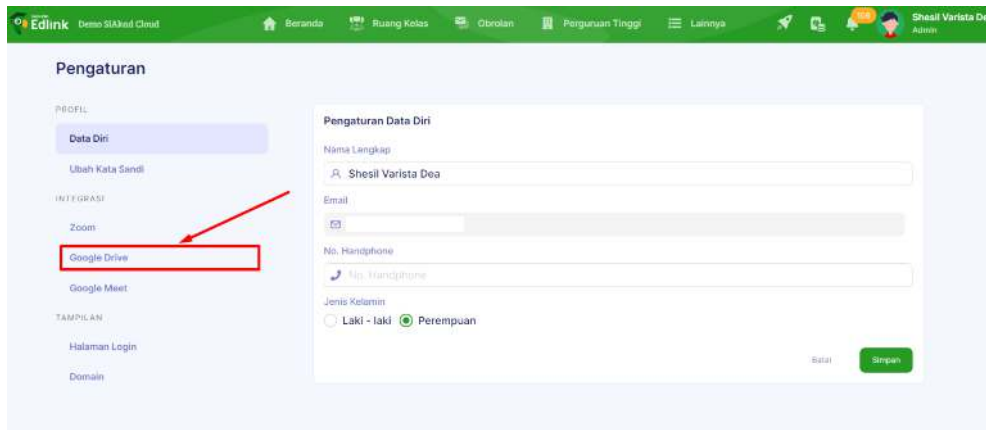 Edlink Demo SIAkad Cloud Beranda Ruang Kelas Obrolan Perguruan Tinggi Lainnya Shesil Varista De
Admin
Pengaturan
PROFIL
Data Diri
Ubah Kata Sandi
INTEGRASI
Zoom
Google Drive
Google Meet
TAMPILAN
Halaman Login
Domain
Pengaturan Data Diri
Nama Lengkap
Shesil Varista Dea
Email
No. Handphone
No. Handphone
Jenis Kelamin
Laki - laki Perempuan
Batal Simpan